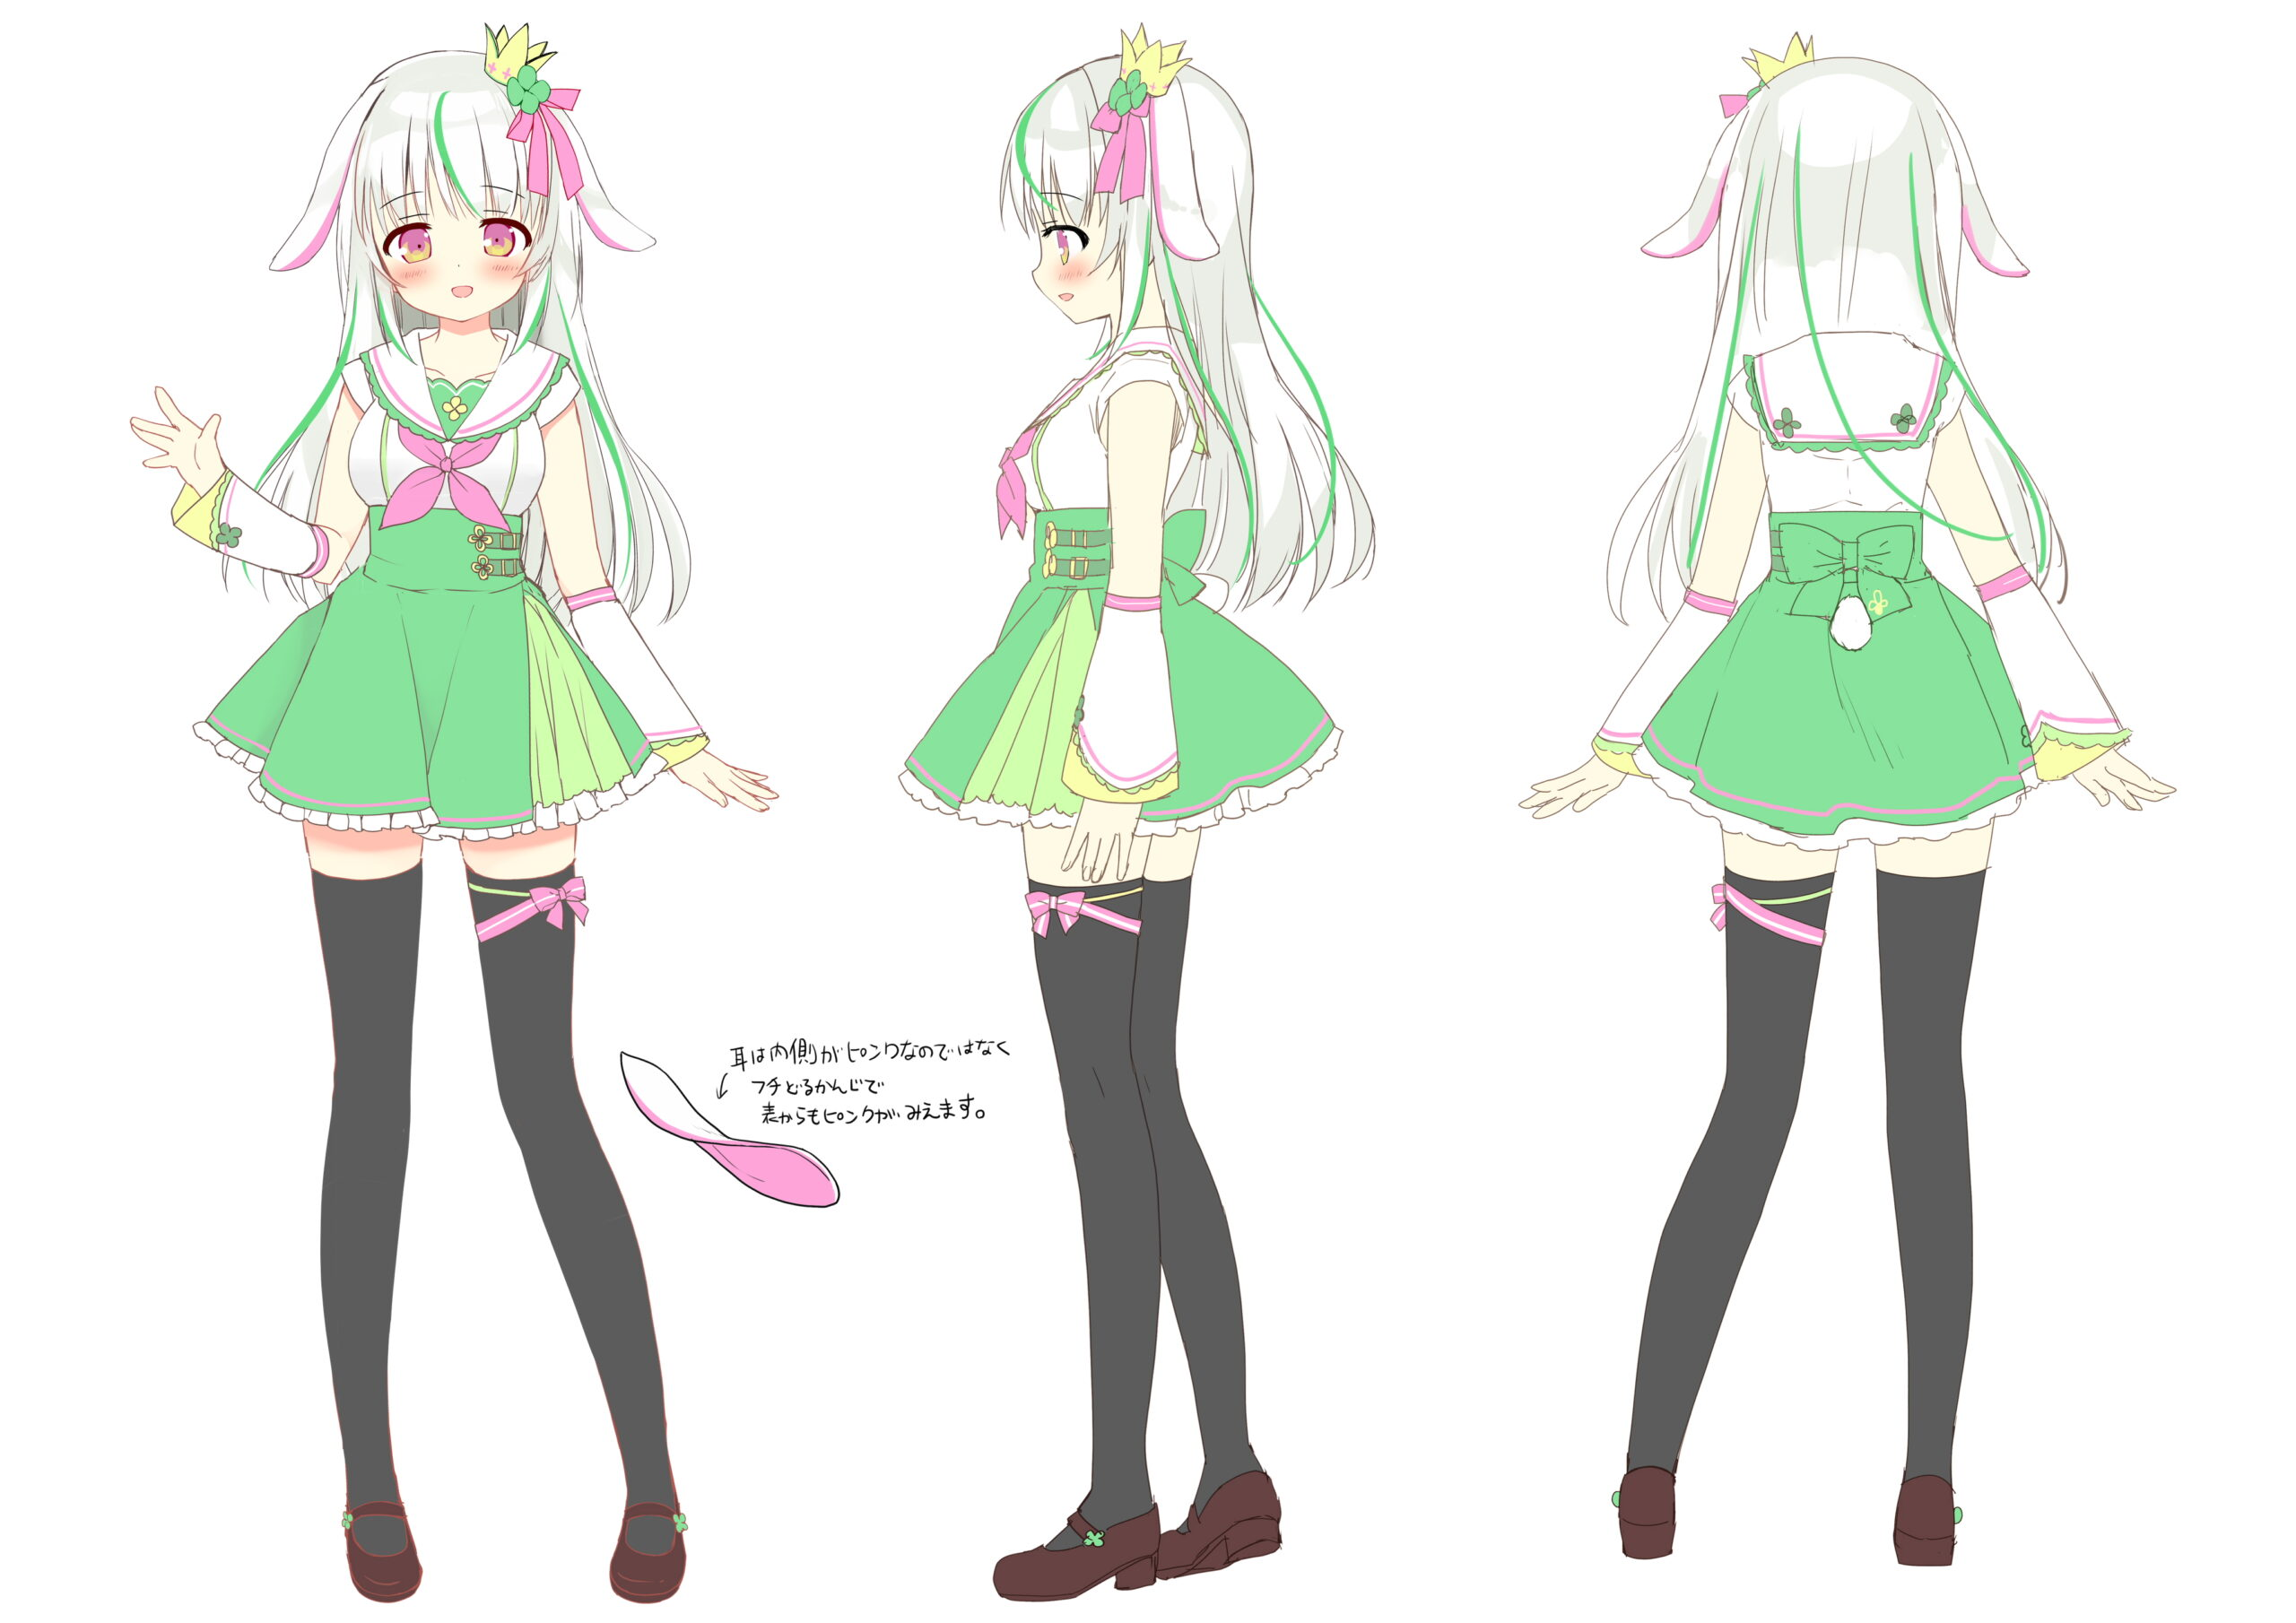 耳は内側がピンクなのではなく
フチどるかんじで
表からもピンクがみえます。